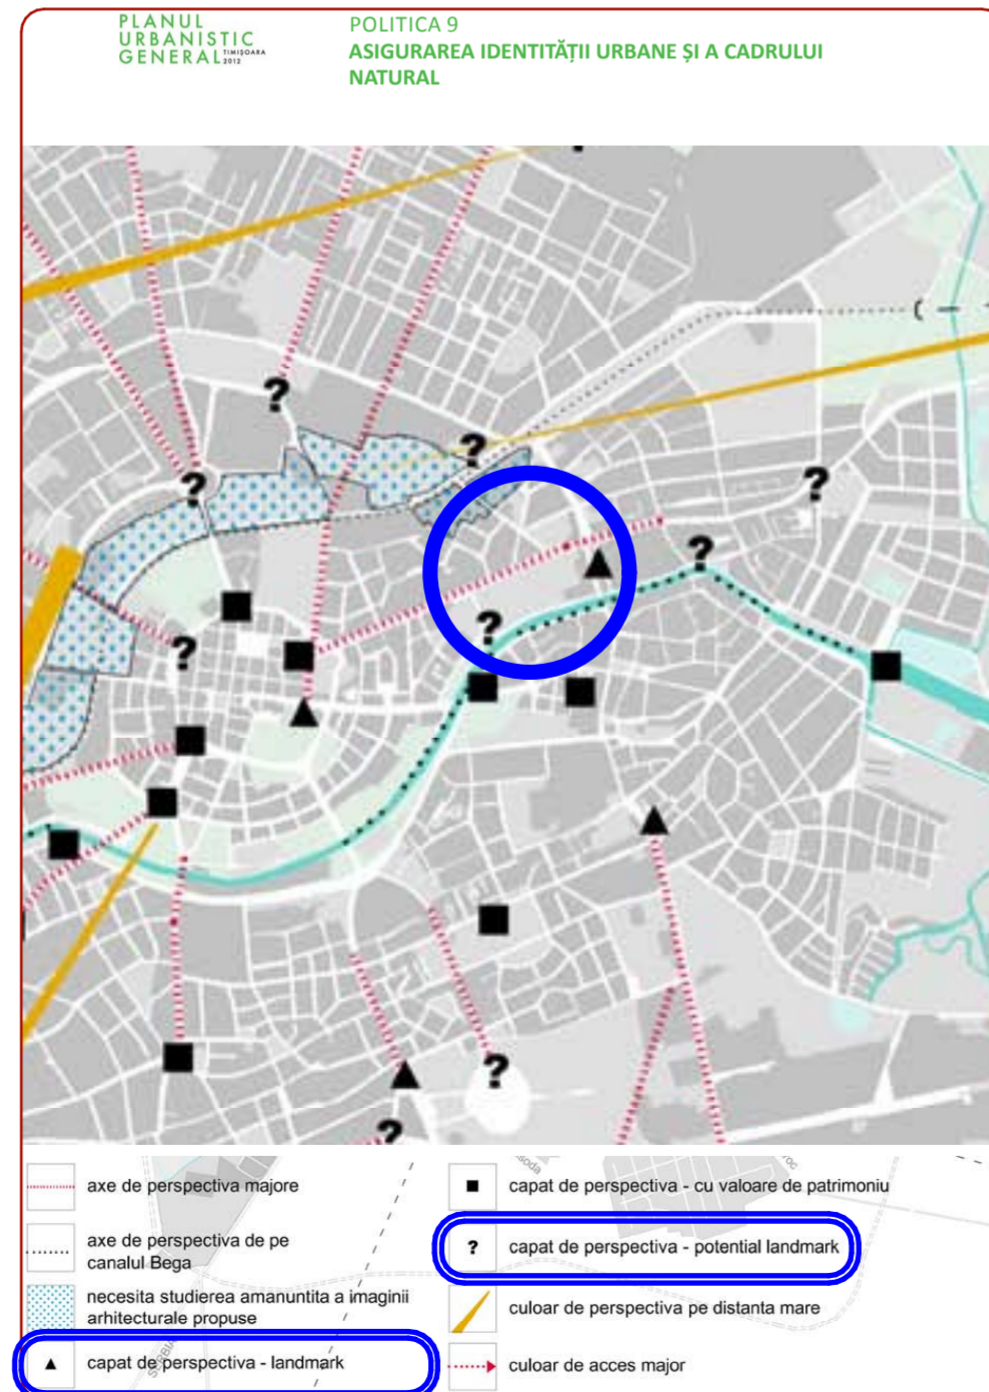 PLANUL
URBANISTIC
GENERAL TIMIȘOARA 2012
POLITICA 9
ASIGURAREA IDENTITĂȚII URBANE ȘI A CADRULUI
NATURAL
?
?
?
?
?
?
?
?
?
?
axe de perspectiva majore
axe de perspectiva de pe
canalul Bega
necesita studierea amanuntita a imaginii
arhitecturale propuse
capat de perspectiva - landmark
SERBIA
capat de perspectiva - cu valoare de patrimoniu
? capat de perspectiva - potential landmark
culoar de perspectiva pe distanta mare
culoar de acces major